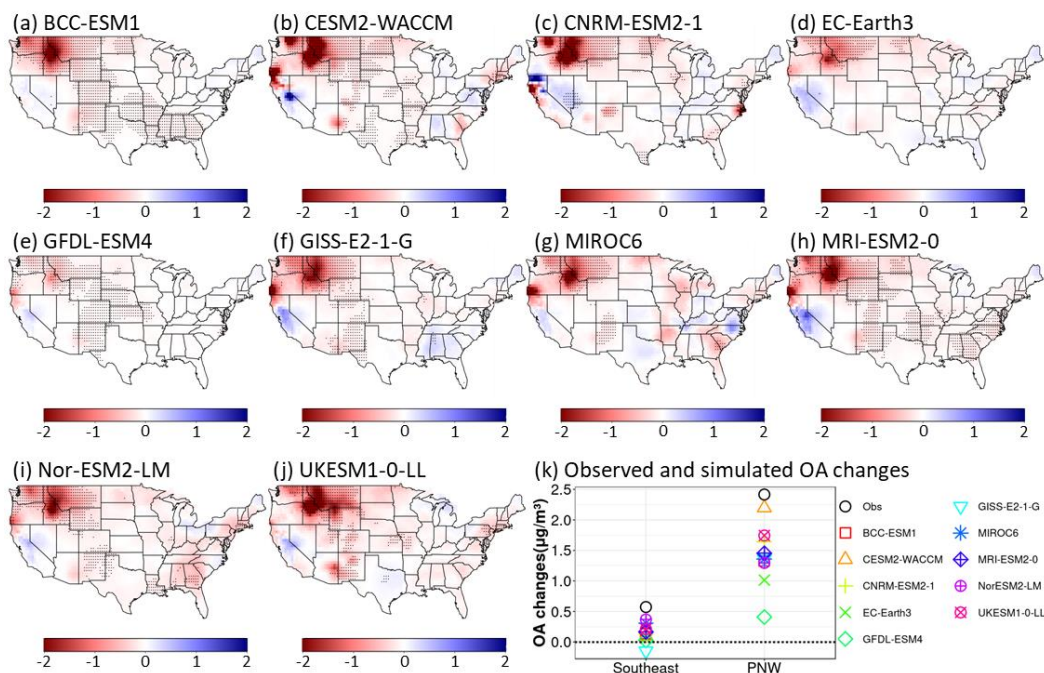 (a) BCC-ESM1 (b) CESM2-WACCM (c) CNRM-ESM2-1 (d) EC-Earth3
-2 -1 0 1 2 -2 -1 0 1 2 -2 -1 0 1 2 -2 -1 0 1 2
(e) GFDL-ESM4 (f) GISS-E2-1-G (g) MIROC6 (h) MRI-ESM2-0
-2 -1 0 1 2 -2 -1 0 1 2 -2 -1 0 1 2 -2 -1 0 1 2
(i) Nor-ESM2-LM (j) UKESM1-0-LL (k) Observed and simulated OA changes
-2 -1 0 1 2 -2 -1 0 1 2
OA changes(μg/m³)
2.5
2.0
1.5
1.0
0.5
0.0
Southeast PNW
Obs
BCC-ESM1
CESM2-WACCM
CNRM-ESM2-1
EC-Earth3
GFDL-ESM4
GISS-E2-1-G
MIROC6
MRI-ESM2-0
NorESM2-LM
UKESM1-0-LL